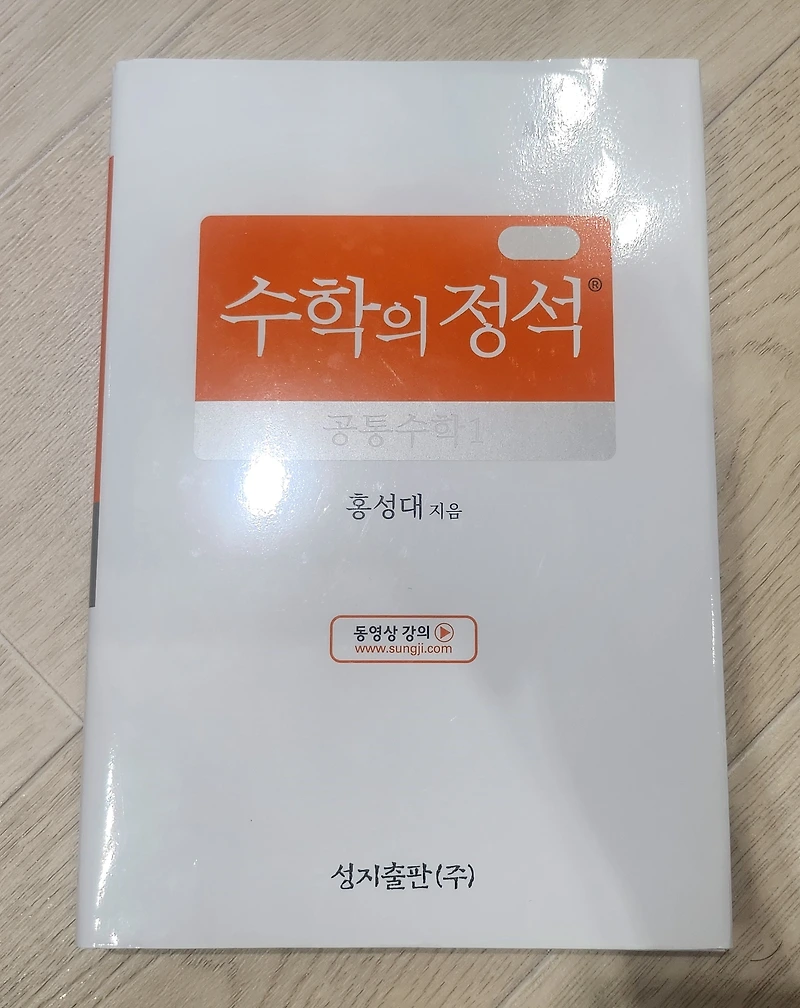 수학의 정석®
공통수학1
홍성대 지음
동영상 강의
www.sungji.com
성지출판(주)